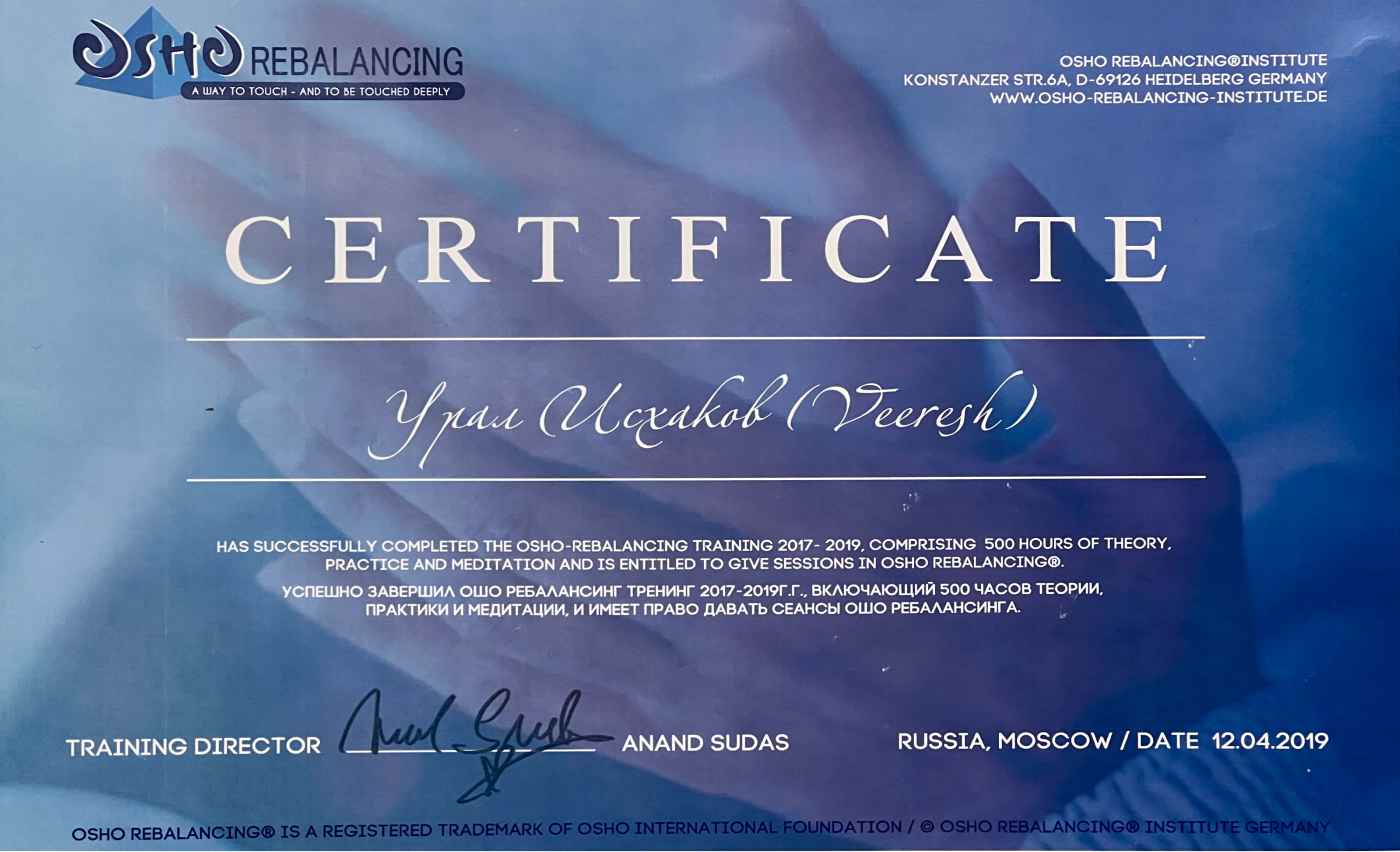 OSHO REBALANCING
A WAY TO TOUCH - AND TO BE TOUCHED DEEPLY
OSHO REBALANCING®INSTITUTE
KONSTANZER STR.6A, D-69126 HEIDELBERG GERMANY
WWW.OSHO-REBALANCING-INSTITUTE.DE
CERTIFICATE
Урал Исхаков (Veeresh)
HAS SUCCESSFULLY COMPLETED THE OSHO-REBALANCING TRAINING 2017- 2019, COMPRISING 500 HOURS OF THEORY,
PRACTICE AND MEDITATION AND IS ENTITLED TO GIVE SESSIONS IN OSHO REBALANCING®.
УСПЕШНО ЗАВЕРШИЛ ОШО РЕБАЛАНСИНГ ТРЕНИНГ 2017-2019Г.Г., ВКЛЮЧАЮЩИЙ 500 ЧАСОВ ТЕОРИИ,
ПРАКТИКИ И МЕДИТАЦИИ, И ИМЕЕТ ПРАВО ДАВАТЬ СЕАНСЫ ОШО РЕБАЛАНСИНГА.
TRAINING DIRECTOR ANAND SUDAS RUSSIA, MOSCOW / DATE 12.04.2019
OSHO REBALANCING® IS A REGISTERED TRADEMARK OF OSHO INTERNATIONAL FOUNDATION / © OSHO REBALANCING® INSTITUTE GERMANY